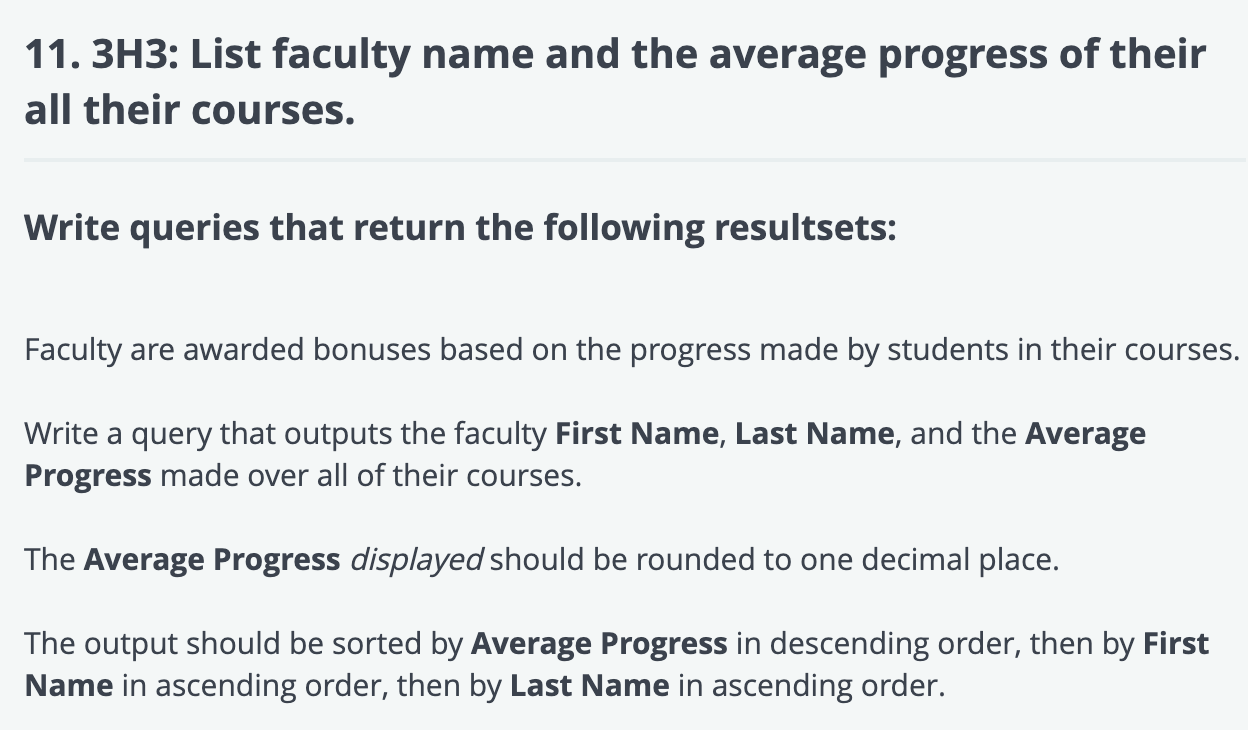 11. 3H3: List faculty name and the average progress of their
all their courses.
Write queries that return the following resultsets:
Faculty are awarded bonuses based on the progress made by students in their courses.
Write a query that outputs the faculty First Name, Last Name, and the Average
Progress made over all of their courses.
The Average Progress displayed should be rounded to one decimal place.
The output should be sorted by Average Progress in descending order, then by First
Name in ascending order, then by Last Name in ascending order.